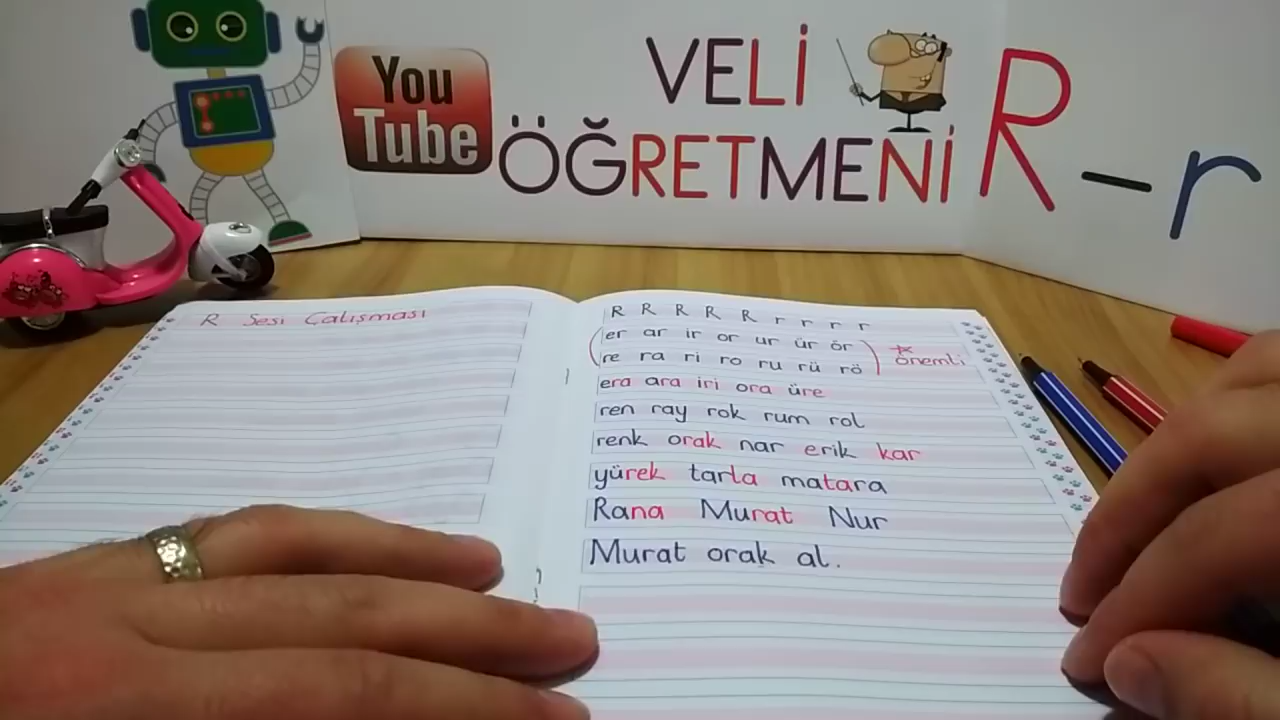 You
Tube
VELİ
ÖĞRETMENİ
R-r
R Sesi Çalışması
R R R R R r r r r
er ar ir or ur ür ör
re ra ri ro ru rü rö
önemli
era ara iri ora üre
ren ray rok rum rol
renk orak nar erik kar
yürek tarla matara
Rana Murat Nur
Murat orak al.